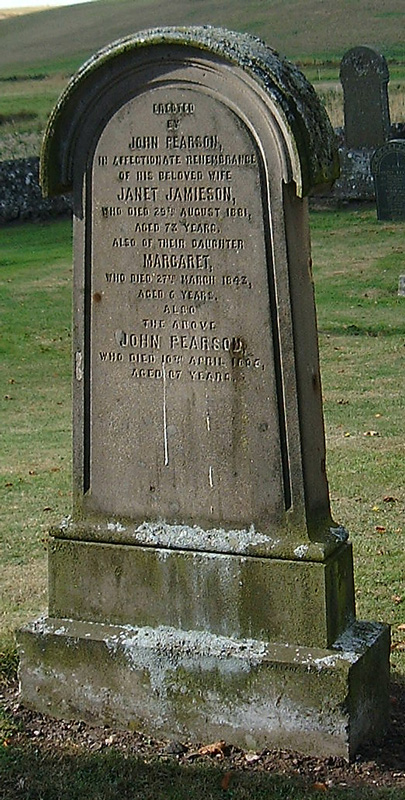 ERECTED
BY
JOHN PEARSON,
IN AFFECTIONATE REMEMBRANCE
OF HIS BELOVED WIFE
JANET JAMIESON,
WHO DIED 29TH AUGUST 1881,
AGED 72 YEARS.
ALSO OF THEIR DAUGHTER
MARGARET,
WHO DIED 27TH MARCH 1842,
AGED 6 YEARS.
ALSO
THE ABOVE
JOHN PEARSON,
WHO DIED 10TH APRIL
AGED 87 YEARS.